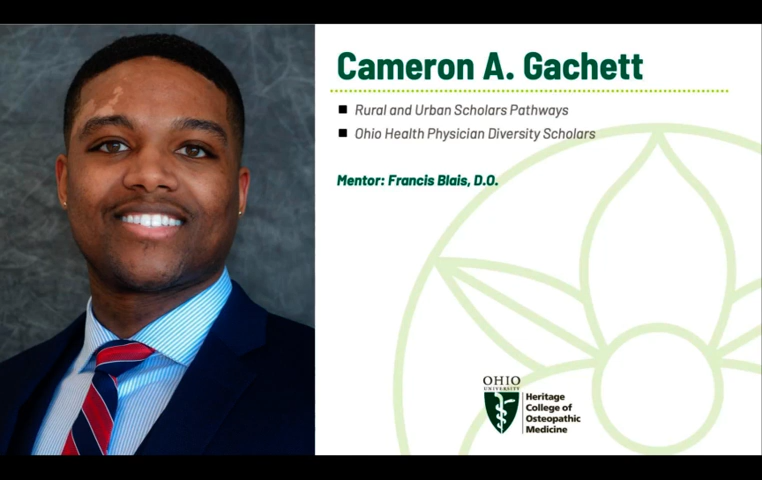 Cameron A. Gachett
Rural and Urban Scholars Pathways
Ohio Health Physician Diversity Scholars
Mentor: Francis Blais, D.O.
OHIO
UNIVERSITY
Heritage
College of
Osteopathic
Medicine